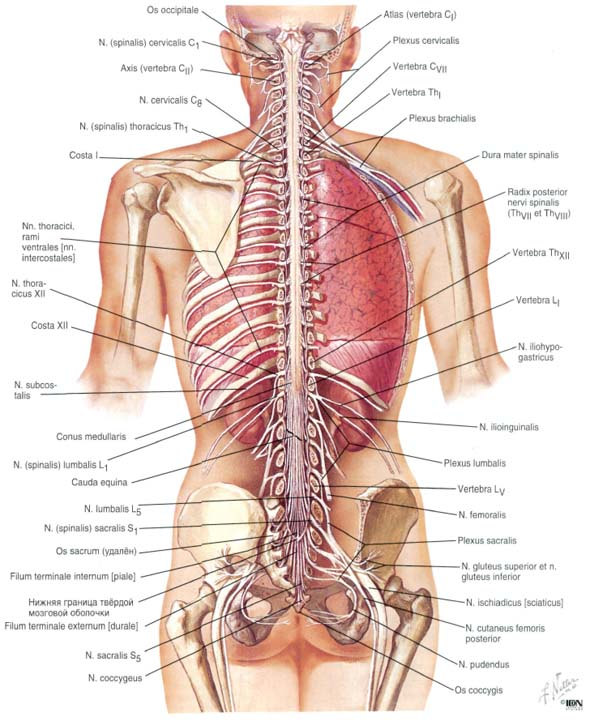 Os occipitale
N. (spinalis) cervicalis C1
Axis (vertebra CII)
N. cervicalis C8
N. (spinalis) thoracicus Th1
Costa I
Nn. thoracici,
rami
ventrales [nn.
intercostales]
N. thora-
cicus XII
Costa XII
N. subcos-
talis
Conus medullaris
N. (spinalis) lumbalis L1
Cauda equina
N. lumbalis L5
N. (spinalis) sacralis S1
Os sacrum (удалён)
Filum terminale internum [piale]
Нижняя граница твёрдой
мозговой оболочки
Filum terminale externum [durale]
N. sacralis S5
N. coccygeus
Atlas (vertebra CI)
Plexus cervicalis
Vertebra CVII
Vertebra ThI
Plexus brachialis
Dura mater spinalis
Radix posterior
nervi spinalis
(ThVII et ThVIII)
Vertebra ThXII
Vertebra LI
N. iliohypo-
gastricus
N. ilioinguinalis
Plexus lumbalis
Vertebra LV
N. femoralis
Plexus sacralis
N. gluteus superior et n.
gluteus inferior
N. ischiadicus [sciaticus]
N. cutaneus femoris
posterior
N. pudendus
Os coccygis
F. Netter
© ICON